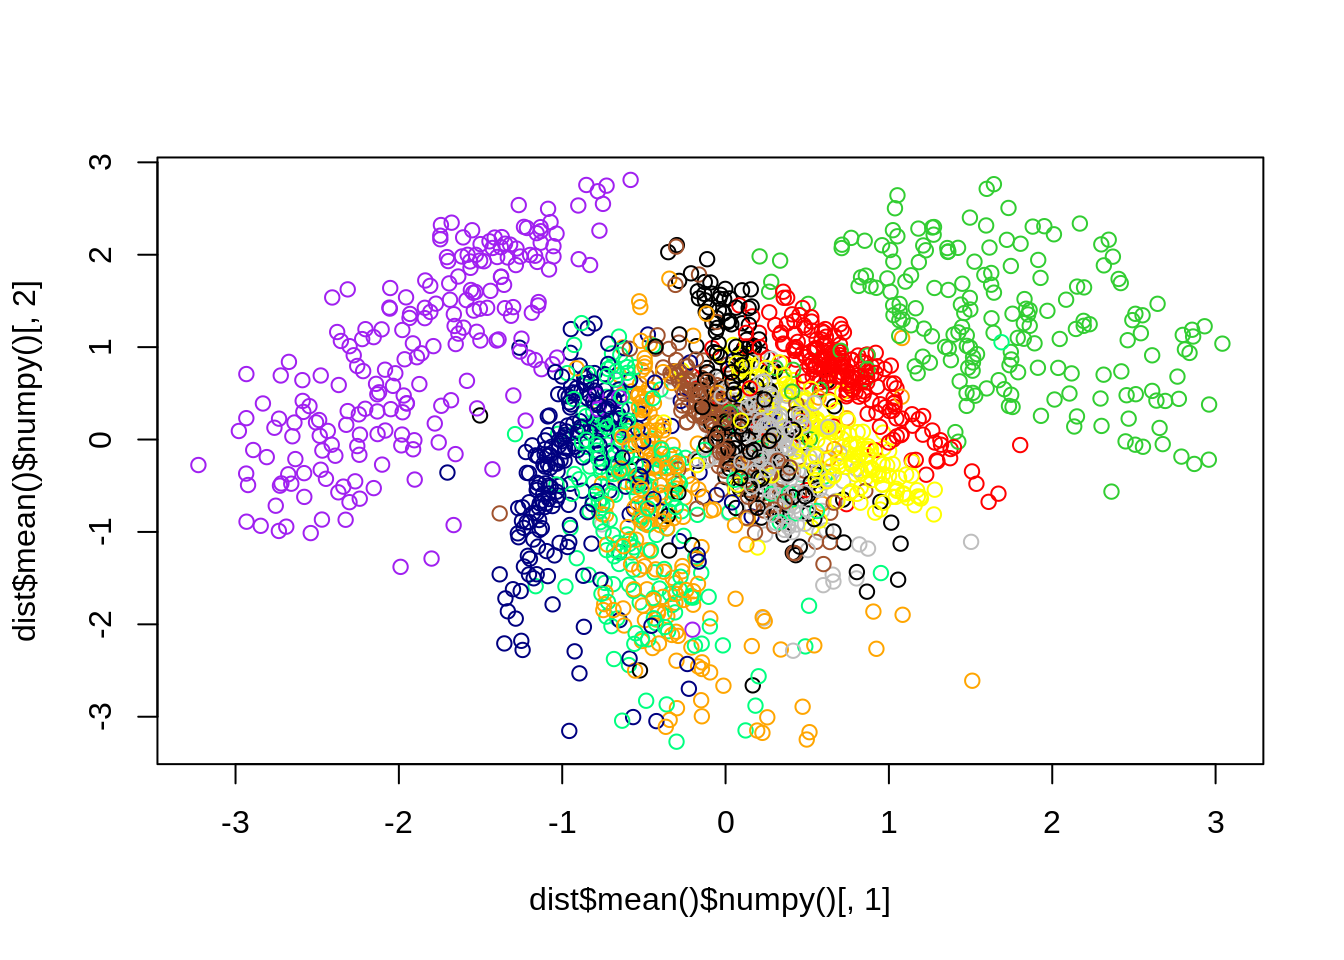 dist$mean()$numpy()[, 2]
3
2
1
0
-1
-2
-3
-3 -2 -1 0 1 2 3
dist$mean()$numpy()[, 1]